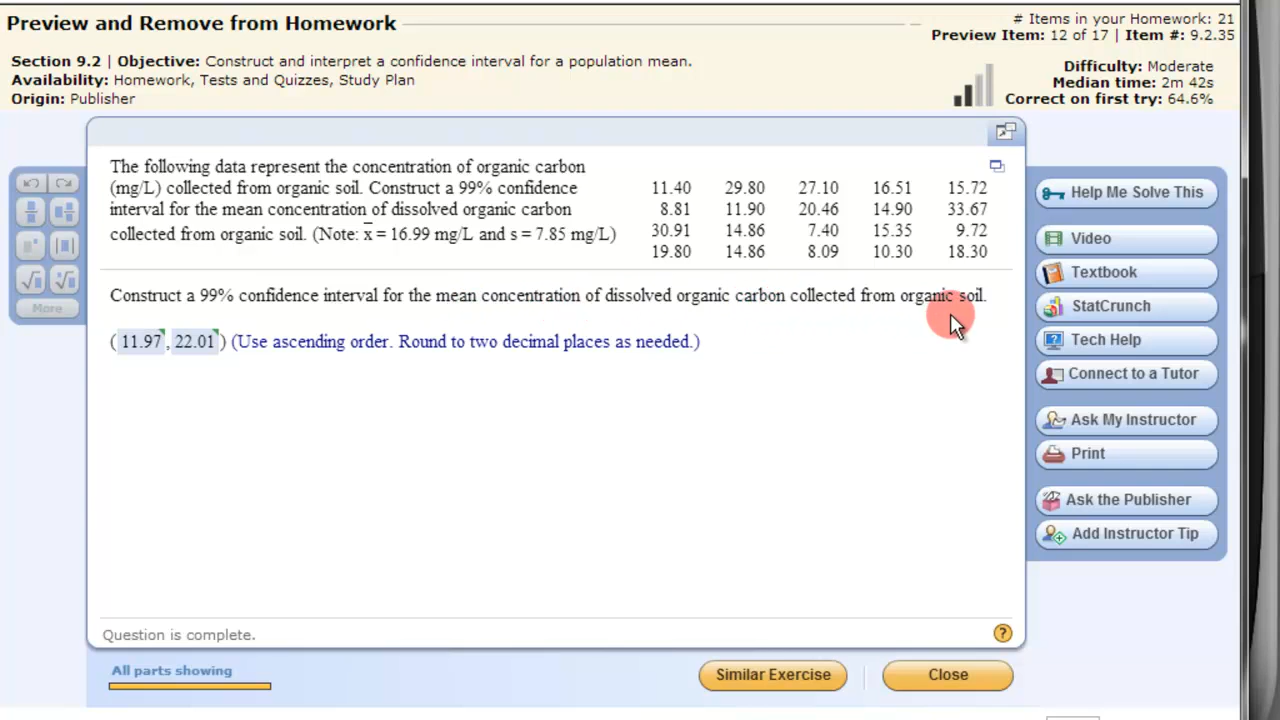 Preview and Remove from Homework
# Items in your Homework: 21
Preview Item: 12 of 17 | Item #: 9.2.35
Section 9.2 | Objective: Construct and interpret a confidence interval for a population mean.
Availability: Homework, Tests and Quizzes, Study Plan
Origin: Publisher
Difficulty: Moderate
Median time: 2m 42s
Correct on first try: 64.6%
More
The following data represent the concentration of organic carbon
(mg/L) collected from organic soil. Construct a 99% confidence
interval for the mean concentration of dissolved organic carbon
collected from organic soil. (Note: x̅ = 16.99 mg/L and s = 7.85 mg/L)
11.40 29.80 27.10 16.51 15.72
8.81 11.90 20.46 14.90 33.67
30.91 14.86 7.40 15.35 9.72
19.80 14.86 8.09 10.30 18.30
Construct a 99% confidence interval for the mean concentration of dissolved organic carbon collected from organic soil.
( 11.97 , 22.01 ) (Use ascending order. Round to two decimal places as needed.)
Question is complete.
?
All parts showing
Similar Exercise
Close
Help Me Solve This
Video
Textbook
StatCrunch
Tech Help
Connect to a Tutor
Ask My Instructor
Print
Ask the Publisher
Add Instructor Tip